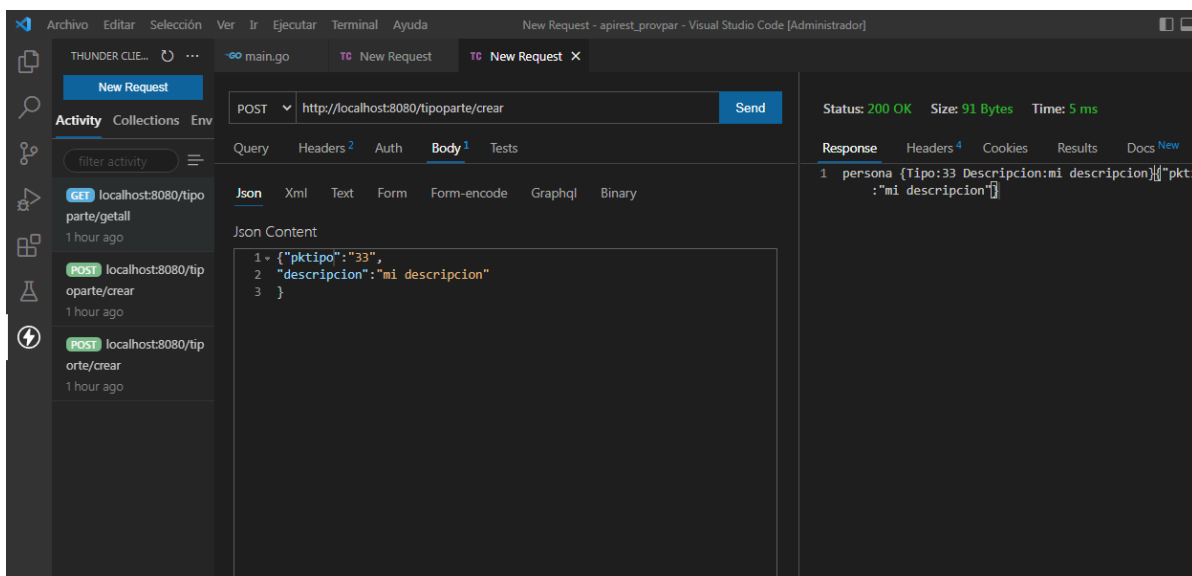 Archivo Editar Selección Ver Ir Ejecutar Terminal Ayuda New Request - apirest_provpar - Visual Studio Code [Administrador]
THUNDER CLIE... ···
GO main.go TC New Request TC New Request ×
New Request
Activity Collections Env
filter activity
GET localhost:8080/tipo
parte/getall
1 hour ago
POST localhost:8080/tip
oparte/crear
1 hour ago
POST localhost:8080/tip
orte/crear
1 hour ago
POST http://localhost:8080/tipoparte/crear Send
Query Headers 2 Auth Body 1 Tests
Json Xml Text Form Form-encode Graphql Binary
Json Content
1 {"pktipo":"33",
2 "descripcion":"mi descripcion"
3 }
Status: 200 OK Size: 91 Bytes Time: 5 ms
Response Headers 4 Cookies Results Docs New
1 persona {Tipo:33 Descripcion:mi descripcion}{"pkti
:"mi descripcion"}